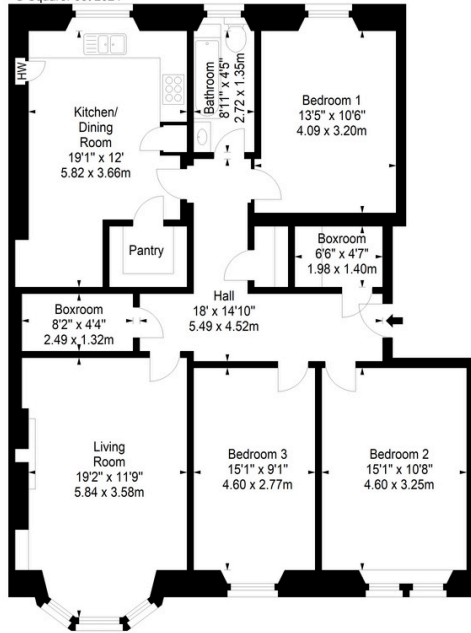 HW
Kitchen/
Dining
Room
19'1" x 12'
5.82 x 3.66m
Bathroom
8'11" x 4'5"
2.72 x 1.35m
Bedroom 1
13'5" x 10'6"
4.09 x 3.20m
Pantry
Boxroom
6'6" x 4'7"
1.98 x 1.40m
Boxroom
8'2" x 4'4"
2.49 x 1.32m
Hall
18' x 14'10"
5.49 x 4.52m
Living
Room
19'2" x 11'9"
5.84 x 3.58m
Bedroom 3
15'1" x 9'1"
4.60 x 2.77m
Bedroom 2
15'1" x 10'8"
4.60 x 3.25m